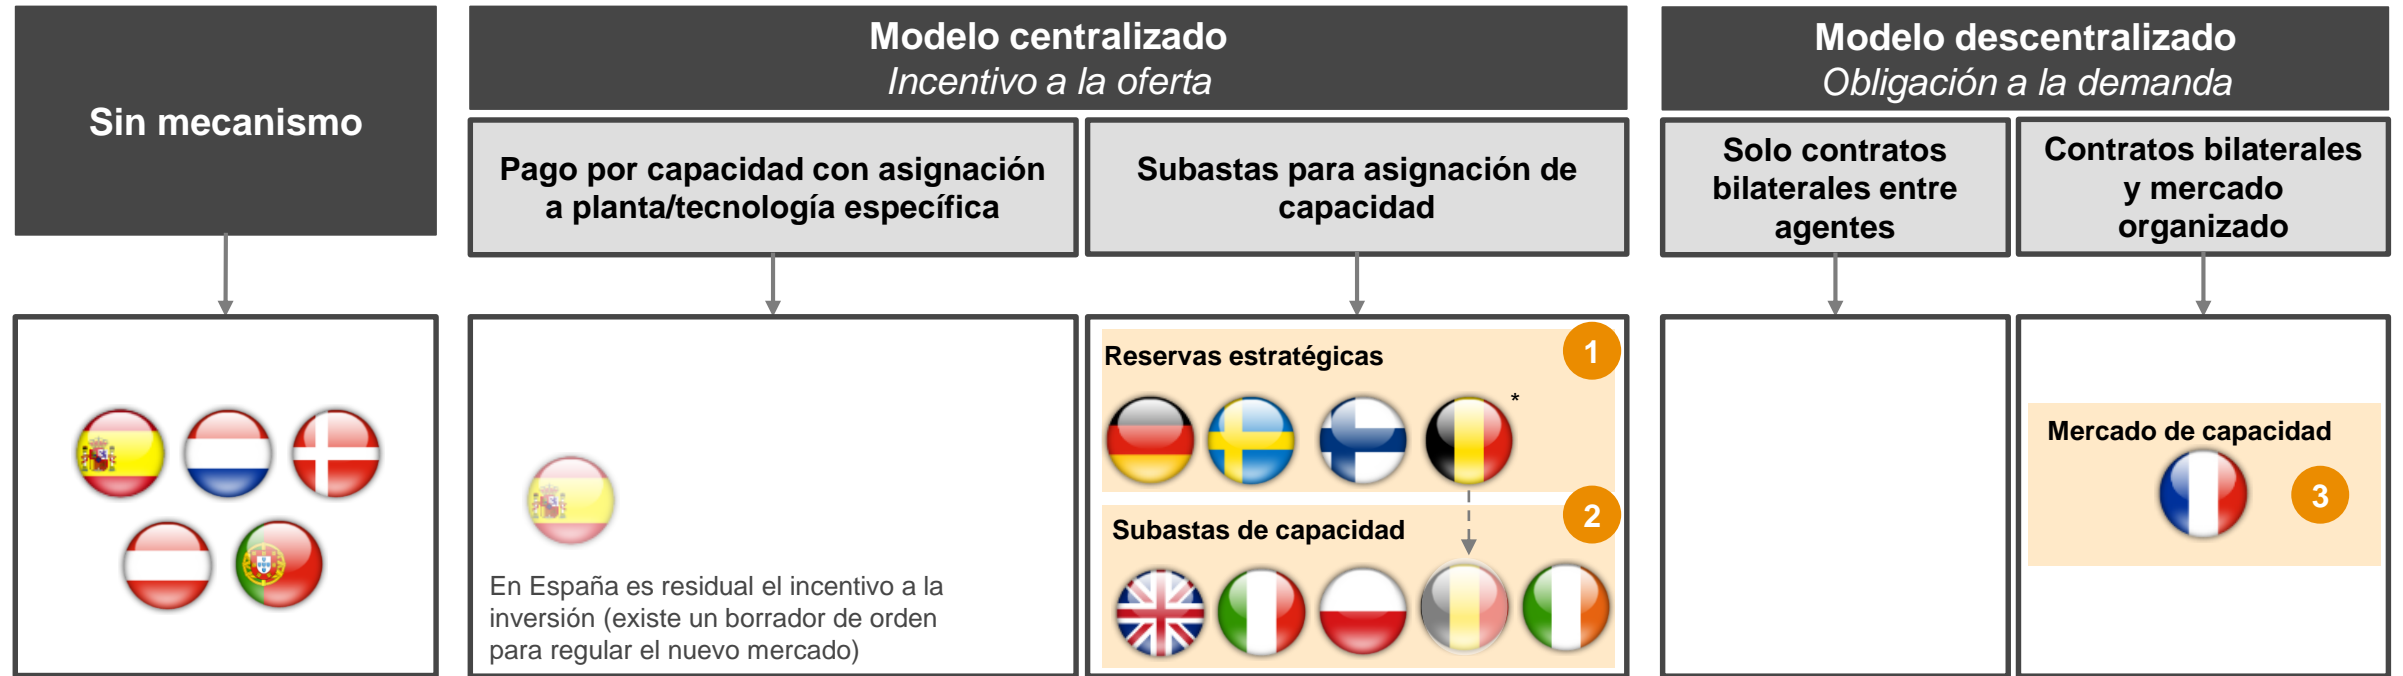 Sin mecanismo
Modelo centralizado
Incentivo a la oferta
Modelo descentralizado
Obligación a la demanda
Pago por capacidad con asignación
a planta/tecnología específica
Subastas para asignación de
capacidad
Solo contratos
bilaterales entre
agentes
Contratos bilaterales
y mercado
organizado
En España es residual el incentivo a la
inversión (existe un borrador de orden
para regular el nuevo mercado)
Reservas estratégicas
1
*
Subastas de capacidad
2
Mercado de capacidad
3